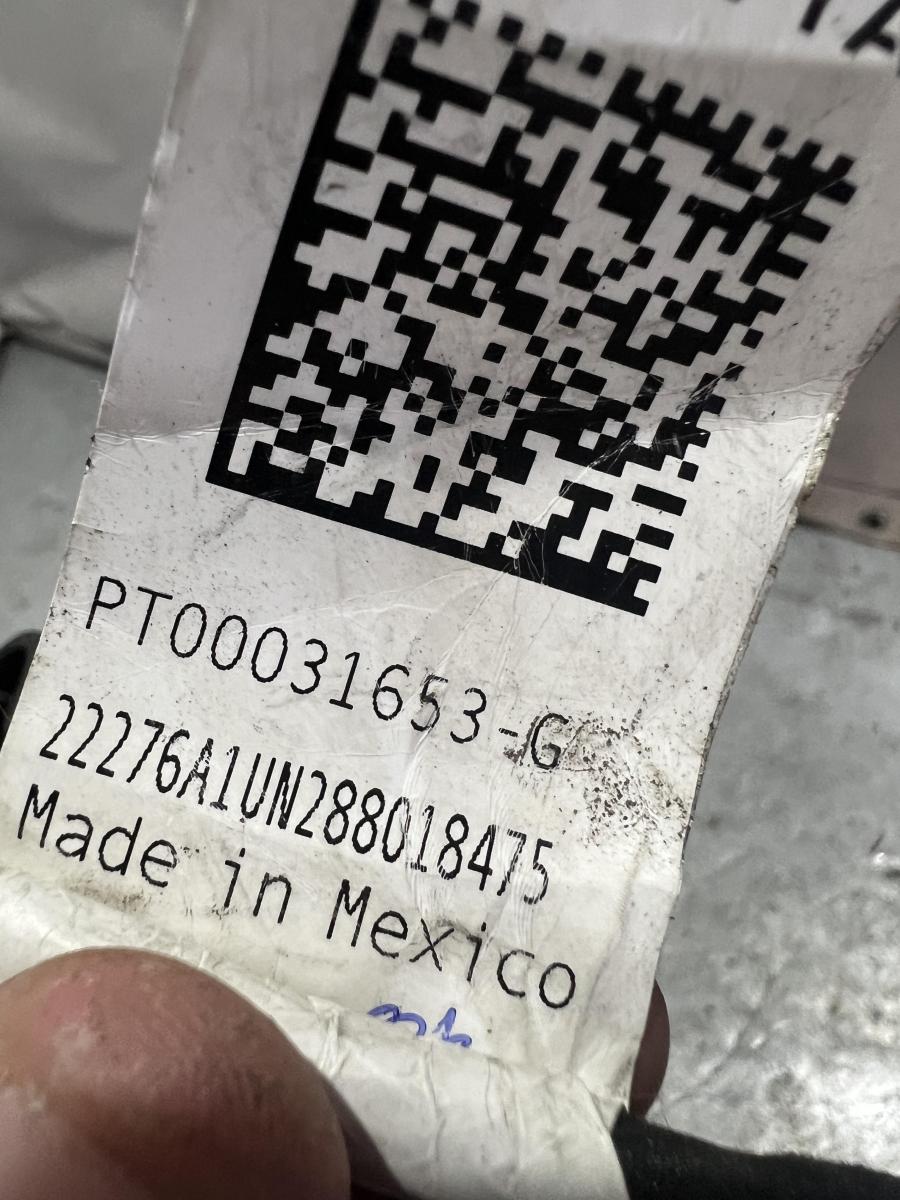 PT00031653-G
22276A1UN288018475
Made in Mexico